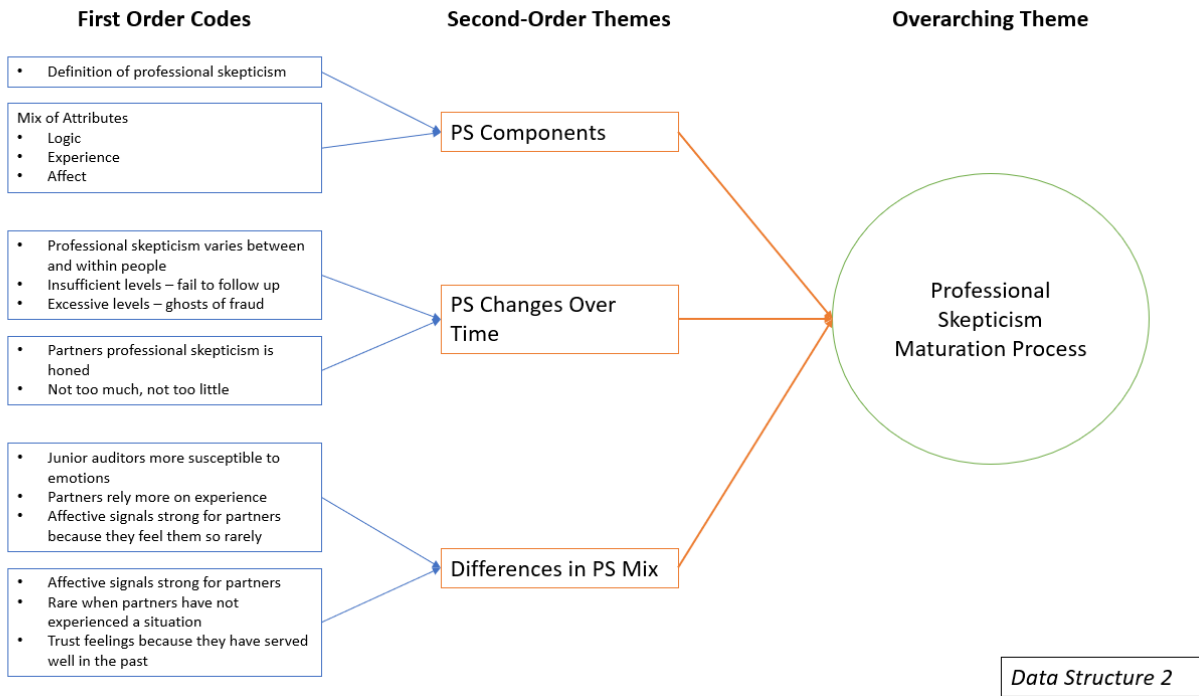 First Order Codes
Second-Order Themes
Overarching Theme
• Definition of professional skepticism
Mix of Attributes
• Logic
• Experience
• Affect
PS Components
• Professional skepticism varies between
and within people
• Insufficient levels – fail to follow up
• Excessive levels – ghosts of fraud
• Partners professional skepticism is
honed
• Not too much, not too little
PS Changes Over
Time
• Junior auditors more susceptible to
emotions
• Partners rely more on experience
• Affective signals strong for partners
because they feel them so rarely
• Affective signals strong for partners
• Rare when partners have not
experienced a situation
• Trust feelings because they have served
well in the past
Differences in PS Mix
Professional
Skepticism
Maturation Process
Data Structure 2